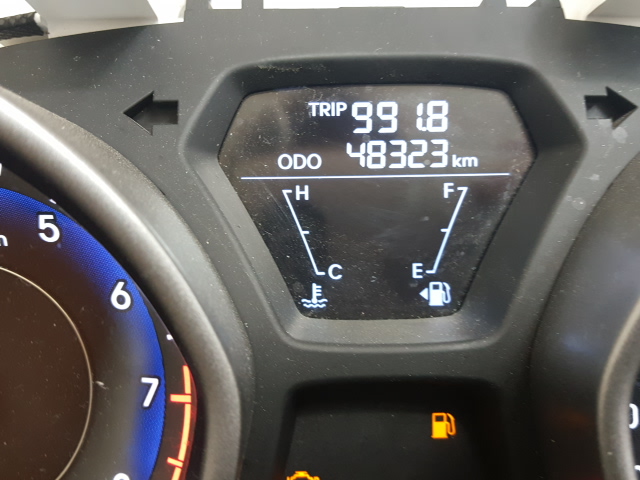 TRIP 991.8
ODO 48323 km
H F
C E
5
6
7